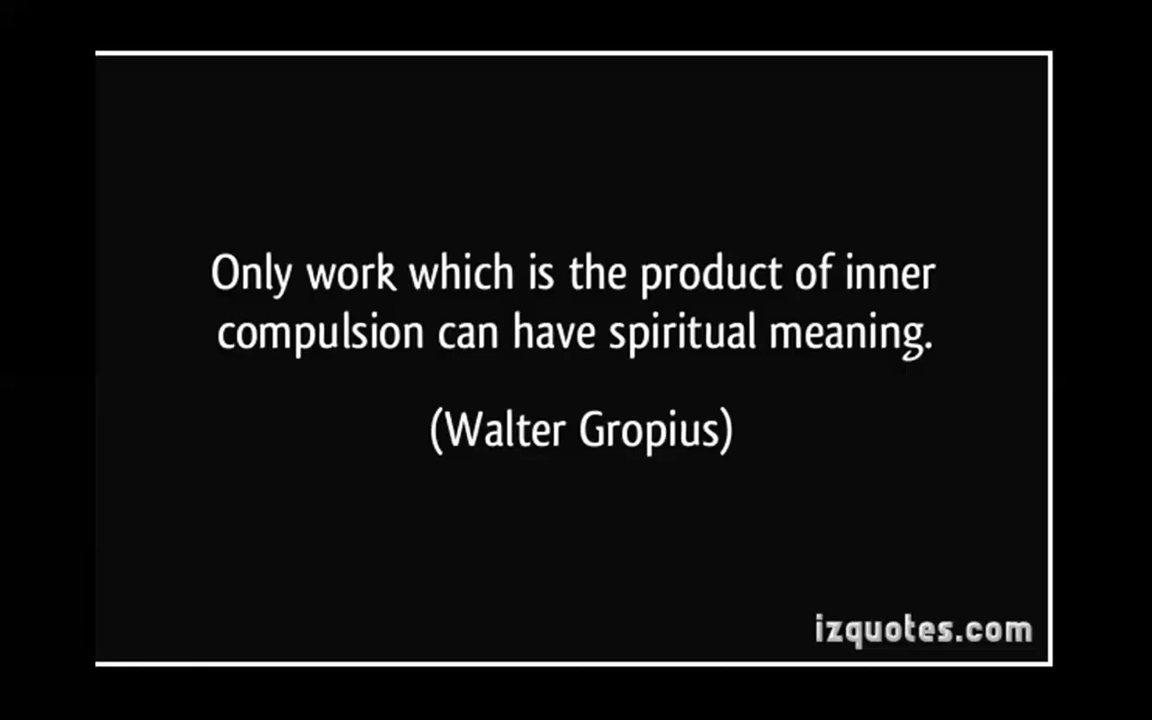 Only work which is the product of inner
compulsion can have spiritual meaning.
(Walter Gropius)
izquotes.com